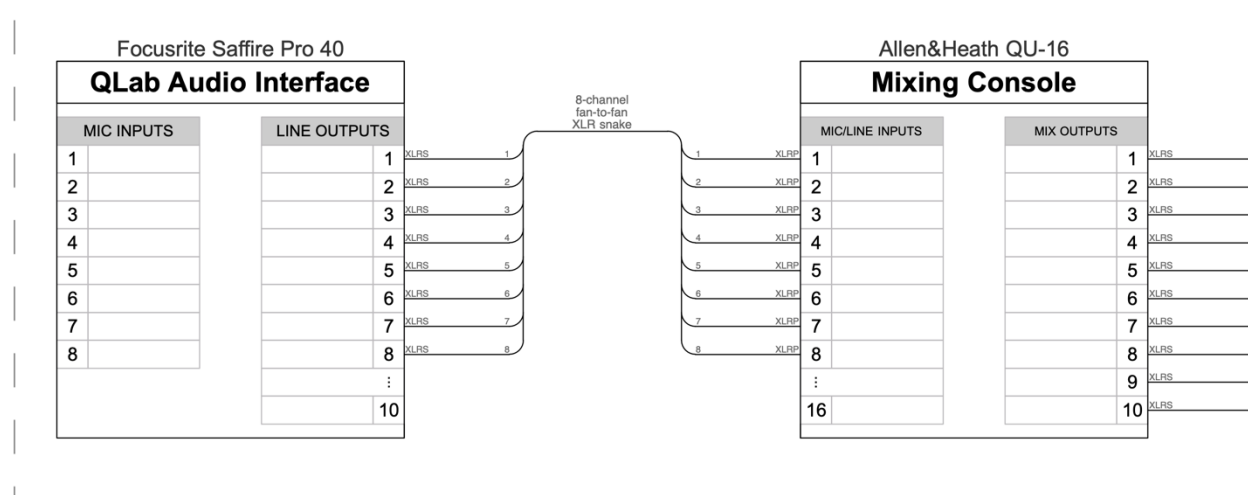 Focusrite Saffire Pro 40
QLab Audio Interface
MIC INPUTS
1
2
3
4
5
6
7
8
LINE OUTPUTS
1
2
3
4
5
6
7
8
⋮
10
XLRS 1
XLRS 2
XLRS 3
XLRS 4
XLRS 5
XLRS 6
XLRS 7
XLRS 8
8-channel
fan-to-fan
XLR snake
1 XLRP
2 XLRP
3 XLRP
4 XLRP
5 XLRP
6 XLRP
7 XLRP
8 XLRP
Allen&Heath QU-16
Mixing Console
MIC/LINE INPUTS
1
2
3
4
5
6
7
8
⋮
16
MIX OUTPUTS
1 XLRS
2 XLRS
3 XLRS
4 XLRS
5 XLRS
6 XLRS
7 XLRS
8 XLRS
9 XLRS
10 XLRS